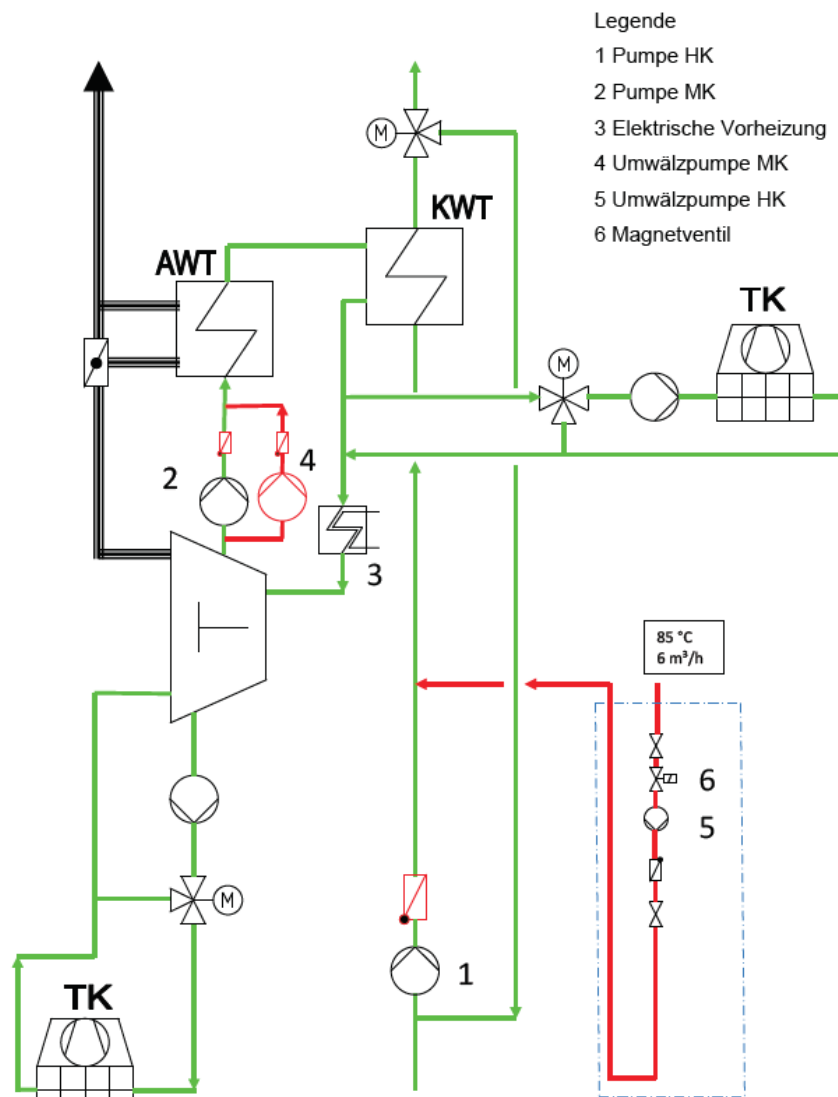 Legende
1 Pumpe HK
2 Pumpe MK
3 Elektrische Vorheizung
4 Umwälzpumpe MK
5 Umwälzpumpe HK
6 Magnetventil
M
KWT
AWT
TK
M
2
4
3
T
85 °C
6 m³/h
6
5
M
1
TK